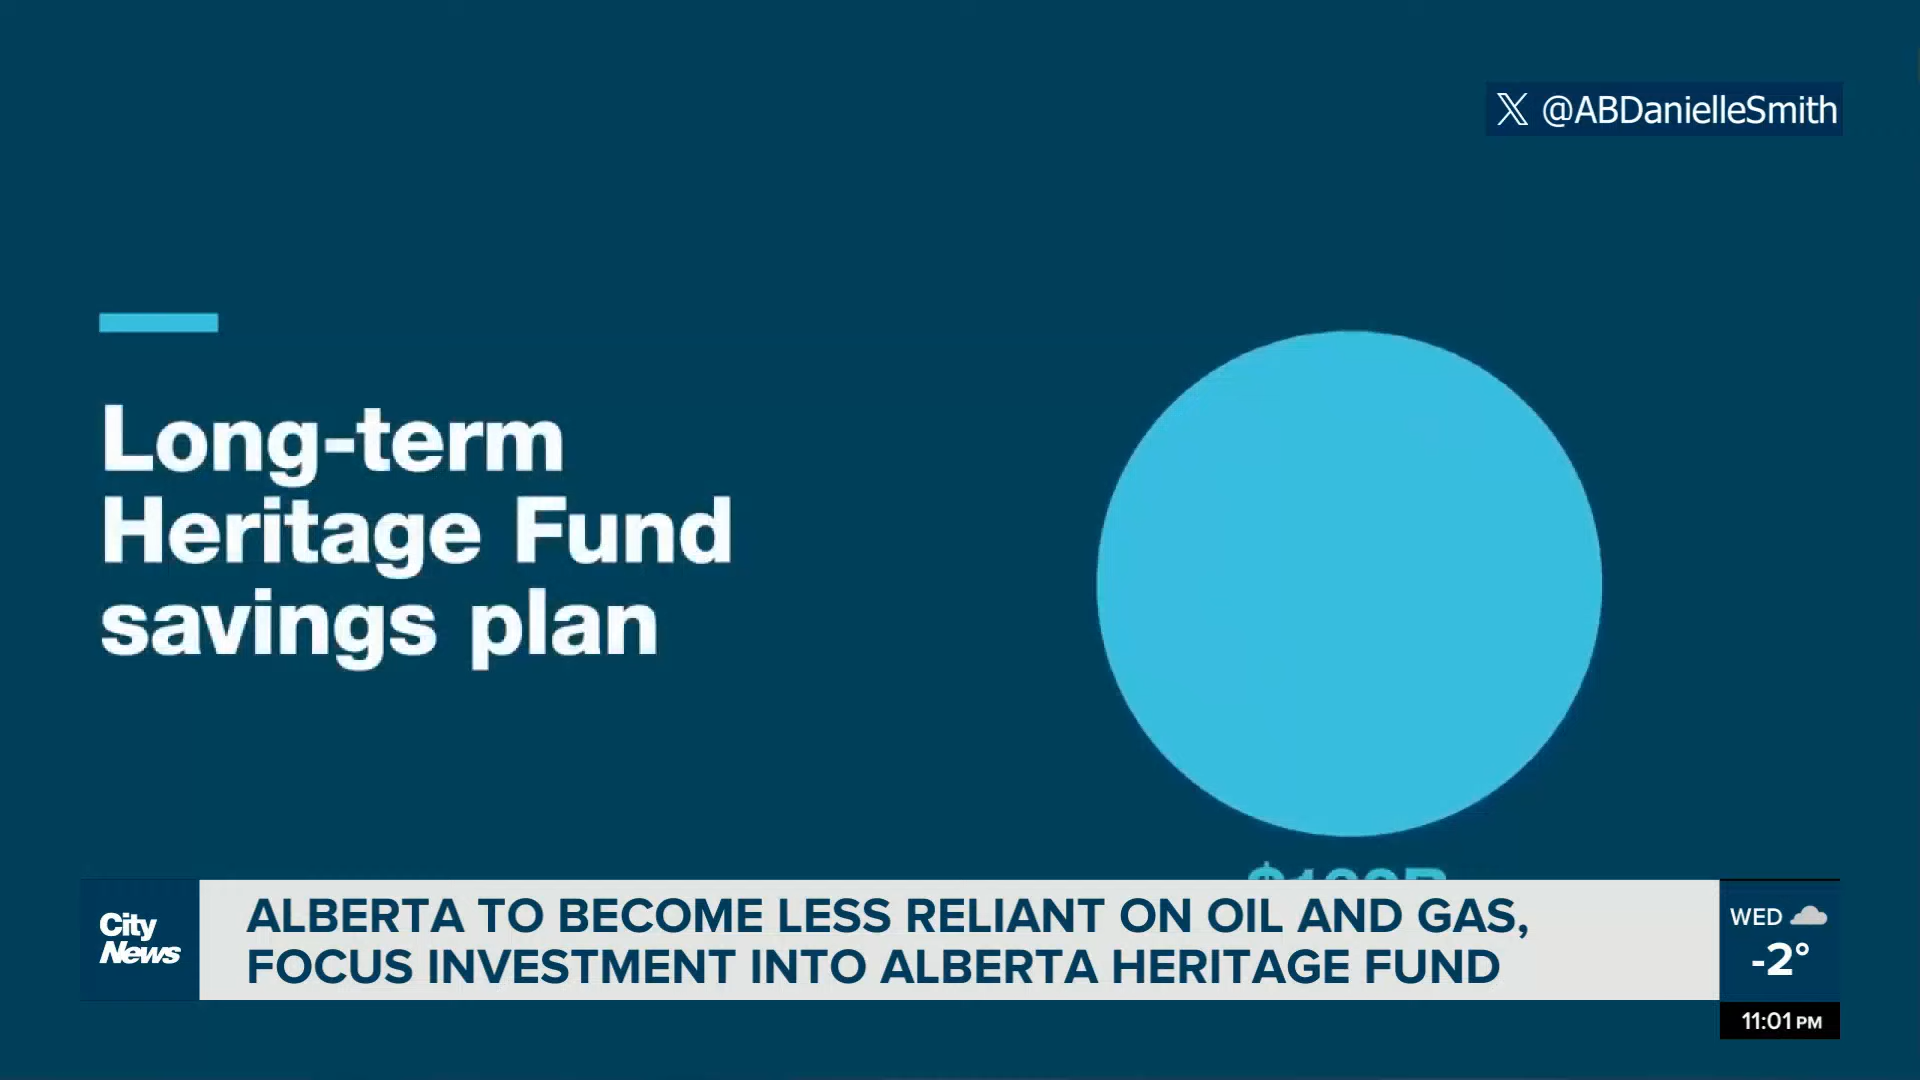 𝕏 @ABDanielleSmith
Long-term
Heritage Fund
savings plan
City
News
ALBERTA TO BECOME LESS RELIANT ON OIL AND GAS,
FOCUS INVESTMENT INTO ALBERTA HERITAGE FUND
WED
-2°
11:01 PM